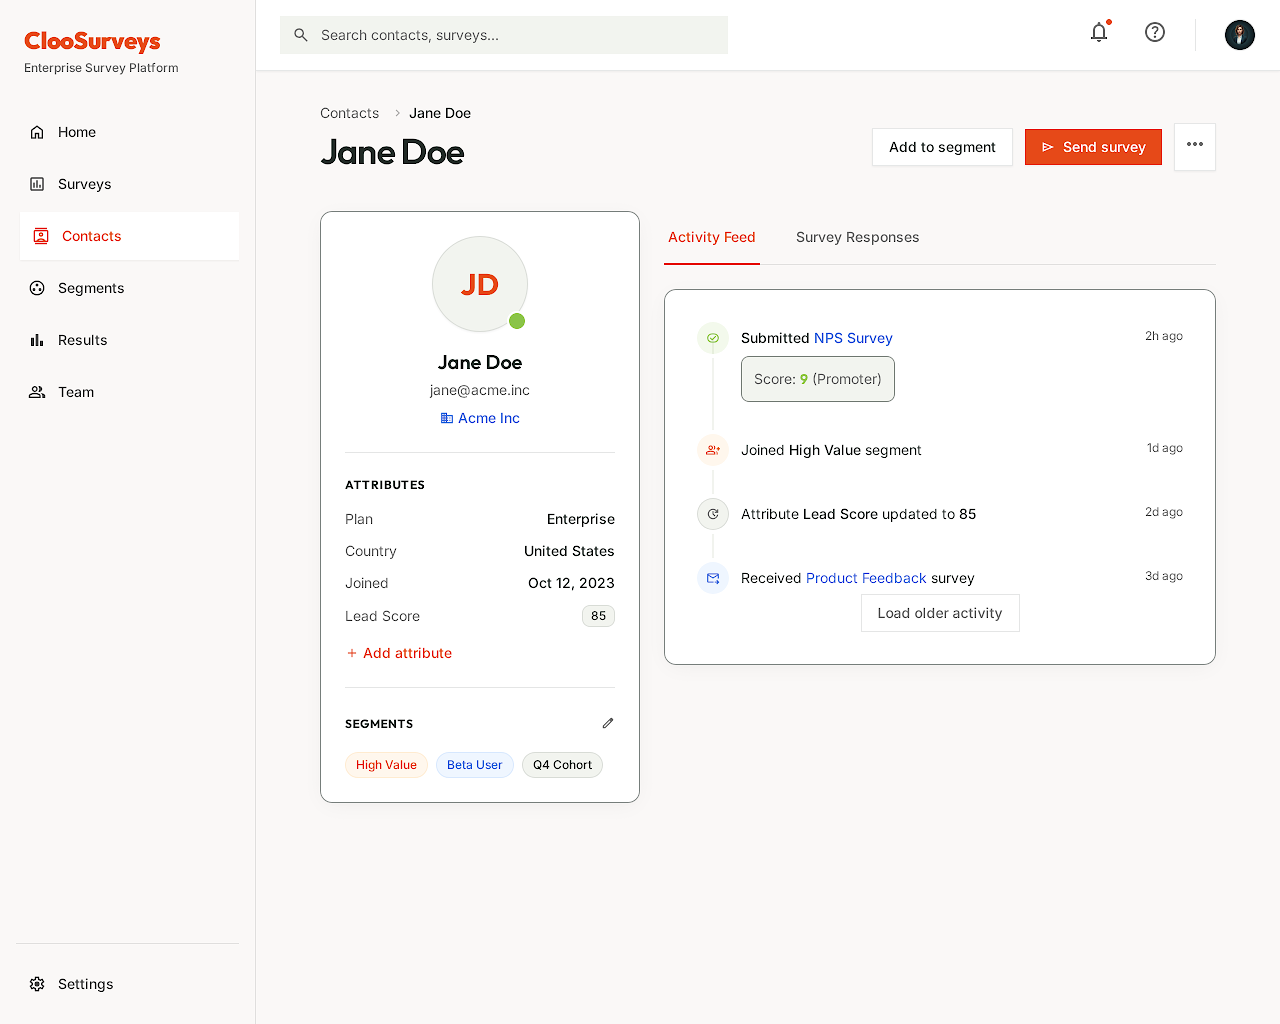 ClooSurveys
Enterprise Survey Platform
Home
Surveys
Contacts
Segments
Results
Team
Settings
Search contacts, surveys...
Contacts > Jane Doe
Jane Doe
Add to segment
Send survey
JD
Jane Doe
jane@acme.inc
Acme Inc
ATTRIBUTES
Plan Enterprise
Country United States
Joined Oct 12, 2023
Lead Score 85
+ Add attribute
SEGMENTS
High Value Beta User Q4 Cohort
Activity Feed Survey Responses
Submitted NPS Survey 2h ago
Score: 9 (Promoter)
Joined High Value segment 1d ago
Attribute Lead Score updated to 85 2d ago
Received Product Feedback survey 3d ago
Load older activity